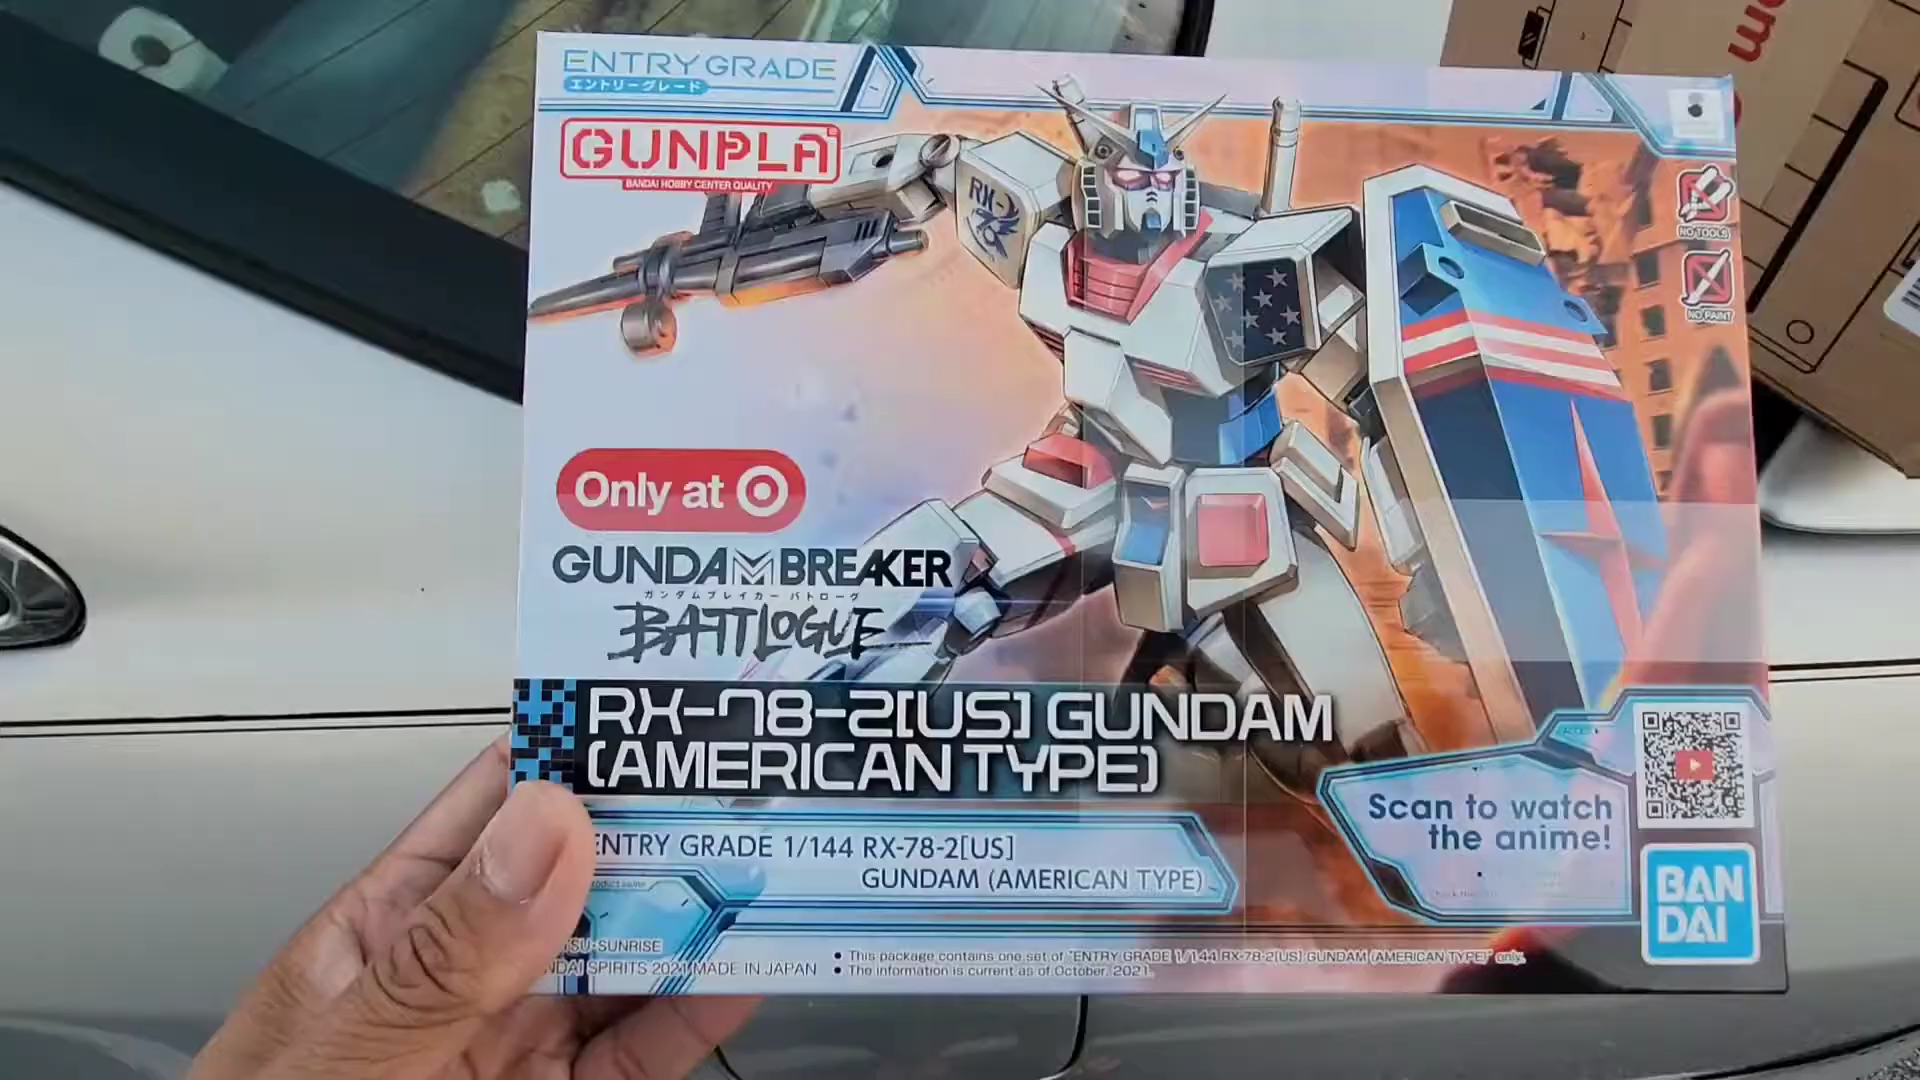 ENTRY GRADE
エントリーグレード
GUNPLA
BANDAI HOBBY CENTER QUALITY
RX-
78
NO TOOLS
NO PAINT
Only at
GUNDAM BREAKER
ガンダムブレイカー バトローグ
BATTLOGUE
RX-78-2[US] GUNDAM
(AMERICAN TYPE)
Scan to watch
the anime!
ENTRY GRADE 1/144 RX-78-2[US]
GUNDAM (AMERICAN TYPE)
BAN
DAI
TSU・SUNRISE
NDAI SPIRITS 2021 MADE IN JAPAN
● This package contains one set of "ENTRY GRADE 1/144 RX-78-2[US] GUNDAM (AMERICAN TYPE)" only.
● The information is current as of October, 2021.